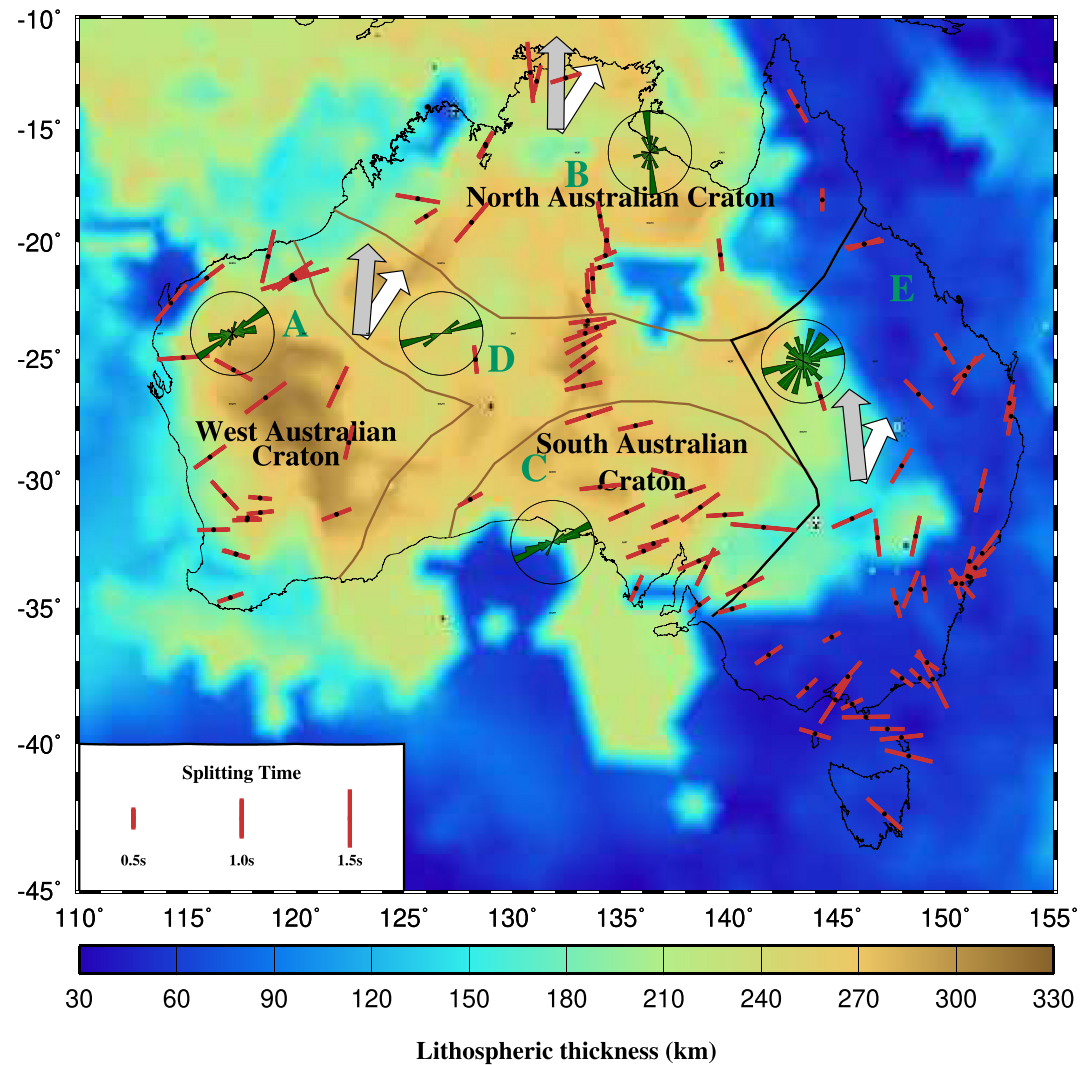 -10°
-15°
-20°
-25°
-30°
-35°
-40°
-45°
B
North Australian Craton
E
A
D
West Australian
Craton
South Australian
Craton
C
Splitting Time
0.5s 1.0s 1.5s
110° 115° 120° 125° 130° 135° 140° 145° 150° 155°
30 60 90 120 150 180 210 240 270 300 330
Lithospheric thickness (km)